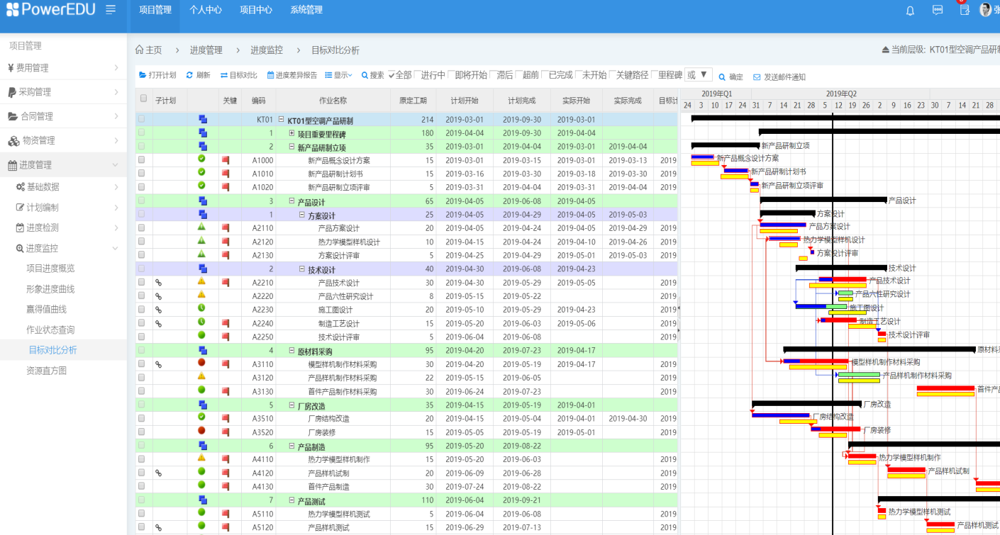 PowerEDU 项目管理 个人中心 项目中心 系统管理
项目管理
费用管理
采购管理
合同管理
物资管理
进度管理
基础数据
计划编制
进度检测
进度监控
项目进度概览
形象进度曲线
赢得值曲线
作业状态查询
目标对比分析
资源直方图
主页 > 进度管理 > 进度监控 > 目标对比分析 当前层级: KT01型空调产品研制
打开计划 刷新 目标对比 进度差异报告 显示 搜索 全部 进行中 即将开始 滞后 超前 已完成 未开始 关键路径 里程碑 或 ▼ 确定 发送邮件通知
子计划 关键 编码 作业名称 原定工期 计划开始 计划完成 实际开始 实际完成 目标计
KT01 KT01型空调产品研制 214 2019-03-01 2019-09-30 2019-03-01
1 项目重要里程碑 180 2019-04-04 2019-09-30 2019-04-04
2 新产品研制立项 35 2019-03-01 2019-04-04 2019-03-01 2019-04-04
A1000 新产品概念设计方案 15 2019-03-01 2019-03-15 2019-03-01 2019-03-13 2019
A1010 新产品研制计划书 15 2019-03-16 2019-03-30 2019-03-18 2019-03-30 2019
A1020 新产品研制立项评审 5 2019-03-31 2019-04-04 2019-03-31 2019-04-04 2019
3 产品设计 65 2019-04-05 2019-06-08 2019-04-05
1 方案设计 25 2019-04-05 2019-04-29 2019-04-05 2019-05-03
A2110 产品方案设计 20 2019-04-05 2019-04-24 2019-04-05 2019-04-29 2019
A2120 热力学模型样机设计 10 2019-04-15 2019-04-24 2019-04-10 2019-04-26 2019
A2130 方案设计评审 5 2019-04-25 2019-04-29 2019-05-01 2019-05-03 2019
2 技术设计 40 2019-04-30 2019-06-08 2019-04-23
A2210 产品技术设计 30 2019-04-30 2019-05-29 2019-05-05 2019
A2220 产品六性研究设计 8 2019-05-15 2019-05-22 2019
A2230 施工图设计 20 2019-05-10 2019-05-29 2019-04-23 2019
A2240 制造工艺设计 15 2019-05-20 2019-06-03 2019-05-06 2019
A2250 技术设计评审 5 2019-06-04 2019-06-08 2019
4 原材料采购 95 2019-04-20 2019-07-23 2019-04-17
A3110 模型样机制作材料采购 30 2019-04-20 2019-05-19 2019-04-17 2019
A3120 产品样机制作材料采购 22 2019-05-15 2019-06-05 2019
A3130 首件产品制作材料采购 30 2019-06-24 2019-07-23 2019
5 厂房改造 35 2019-04-15 2019-05-19 2019-04-01
A3510 厂房结构改造 20 2019-04-15 2019-05-04 2019-04-01 2019-04-30 2019
A3520 厂房装修 15 2019-05-05 2019-05-19 2019-05-01 2019
6 产品制造 95 2019-05-20 2019-08-22
A4110 热力学模型样机制作 15 2019-05-20 2019-06-03 2019
A4120 产品样机试制 20 2019-06-09 2019-06-28 2019
A4130 首件产品制造 30 2019-07-24 2019-08-22 2019
7 产品测试 110 2019-06-04 2019-09-21
A5110 热力学模型样机测试 5 2019-06-04 2019-06-08 2019
A5120 产品样机测试 15 2019-06-29 2019-07-13 2019
2019年Q1 2019年Q2
24 3 10 17 24 31 7 14 21 28 5 12 19 26 2 9 16 23 30 7 14 21 28
新产品研制立项
新产品概念设计方案
新产品研制计划书
新产品研制立项评审
产品设计
方案设计
产品方案设计
热力学模型样机设计
方案设计评审
技术设计
产品技术设计
产品六性研究设计
施工图设计
制造工艺设计
技术设计评审
原材料
模型样机制作材料采购
产品样机制作材料采购
首件产
厂房改造
厂房结构改造
厂房装修
热力学模型样机制作
产品样机试制
热力学模型样机测试
产品样机测试